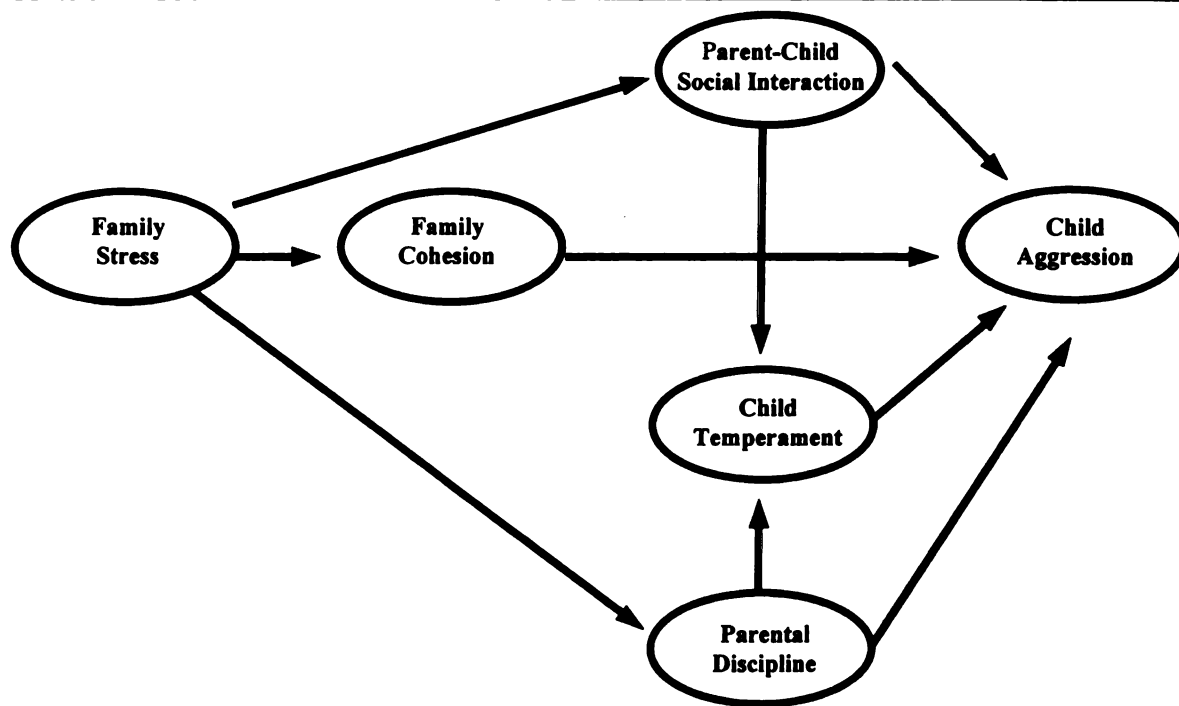 Parent-Child
Social Interaction
Family
Stress
Family
Cohesion
Child
Aggression
Child
Temperament
Parental
Discipline